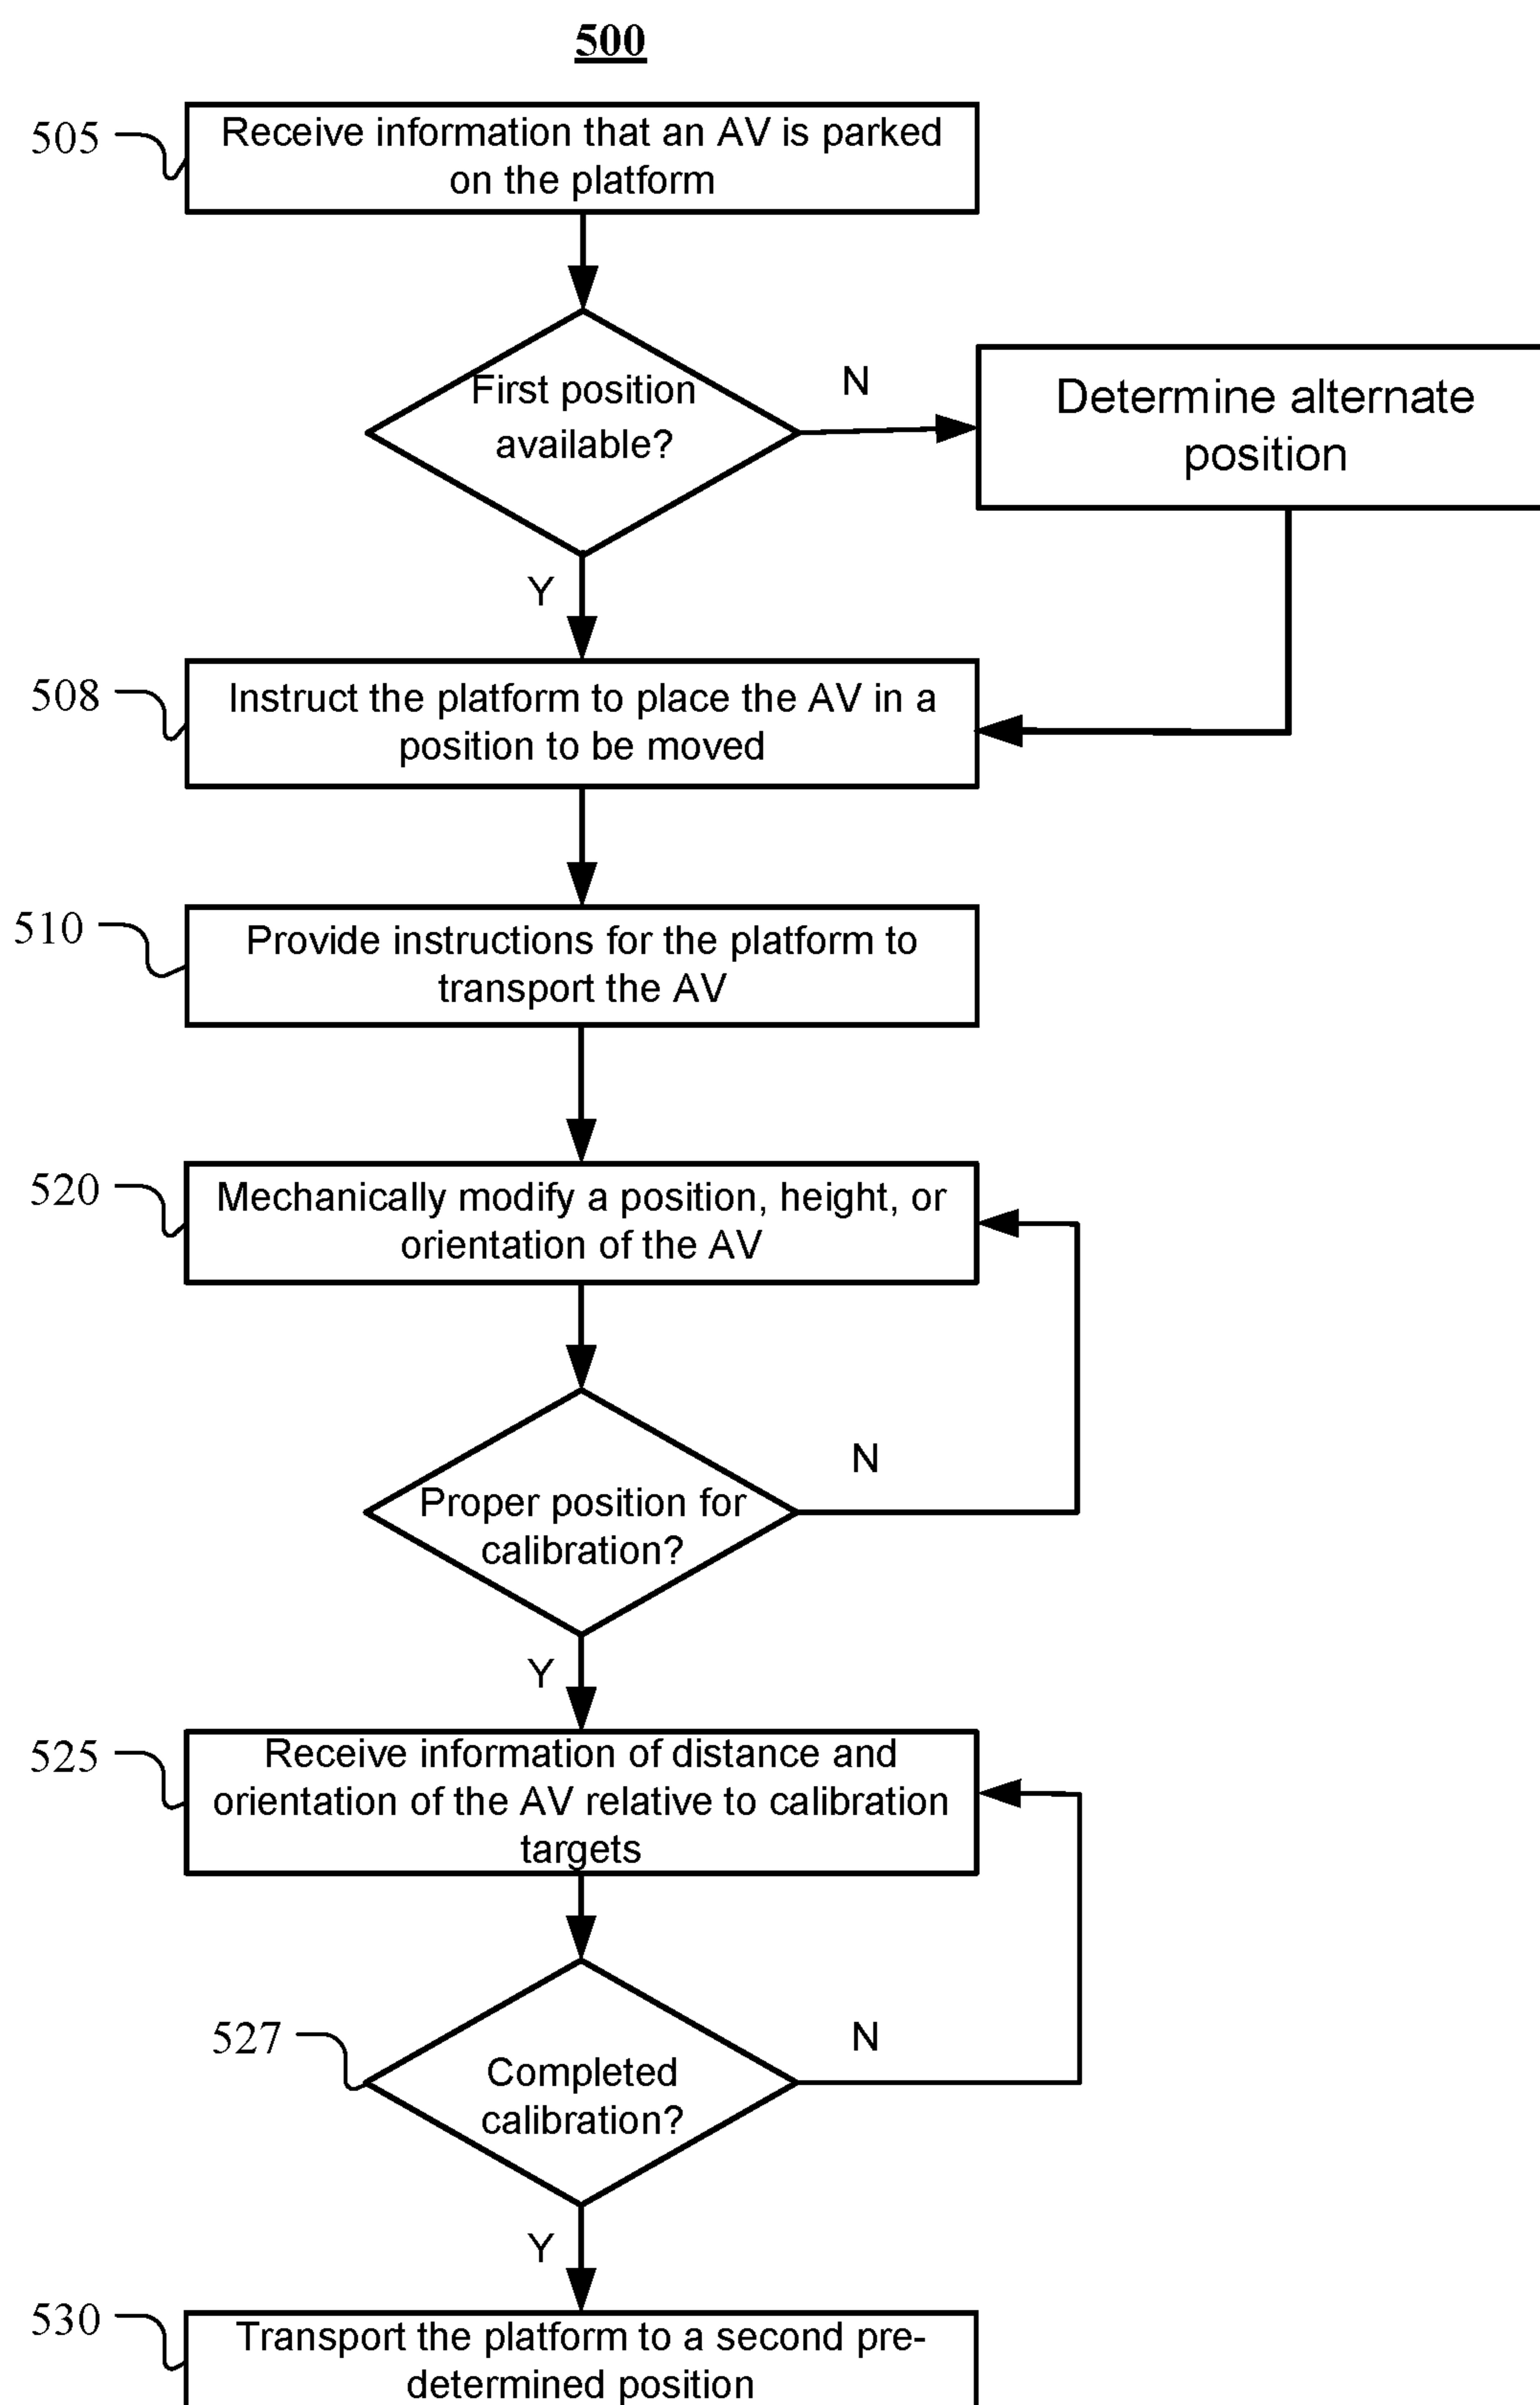 500
505
Receive information that an AV is parked
on the platform
First position
available?
N
Determine alternate
position
Y
508
Instruct the platform to place the AV in a
position to be moved
510
Provide instructions for the platform to
transport the AV
520
Mechanically modify a position, height, or
orientation of the AV
Proper position for
calibration?
N
Y
525
Receive information of distance and
orientation of the AV relative to calibration
targets
527
Completed
calibration?
N
Y
530
Transport the platform to a second pre-
determined position